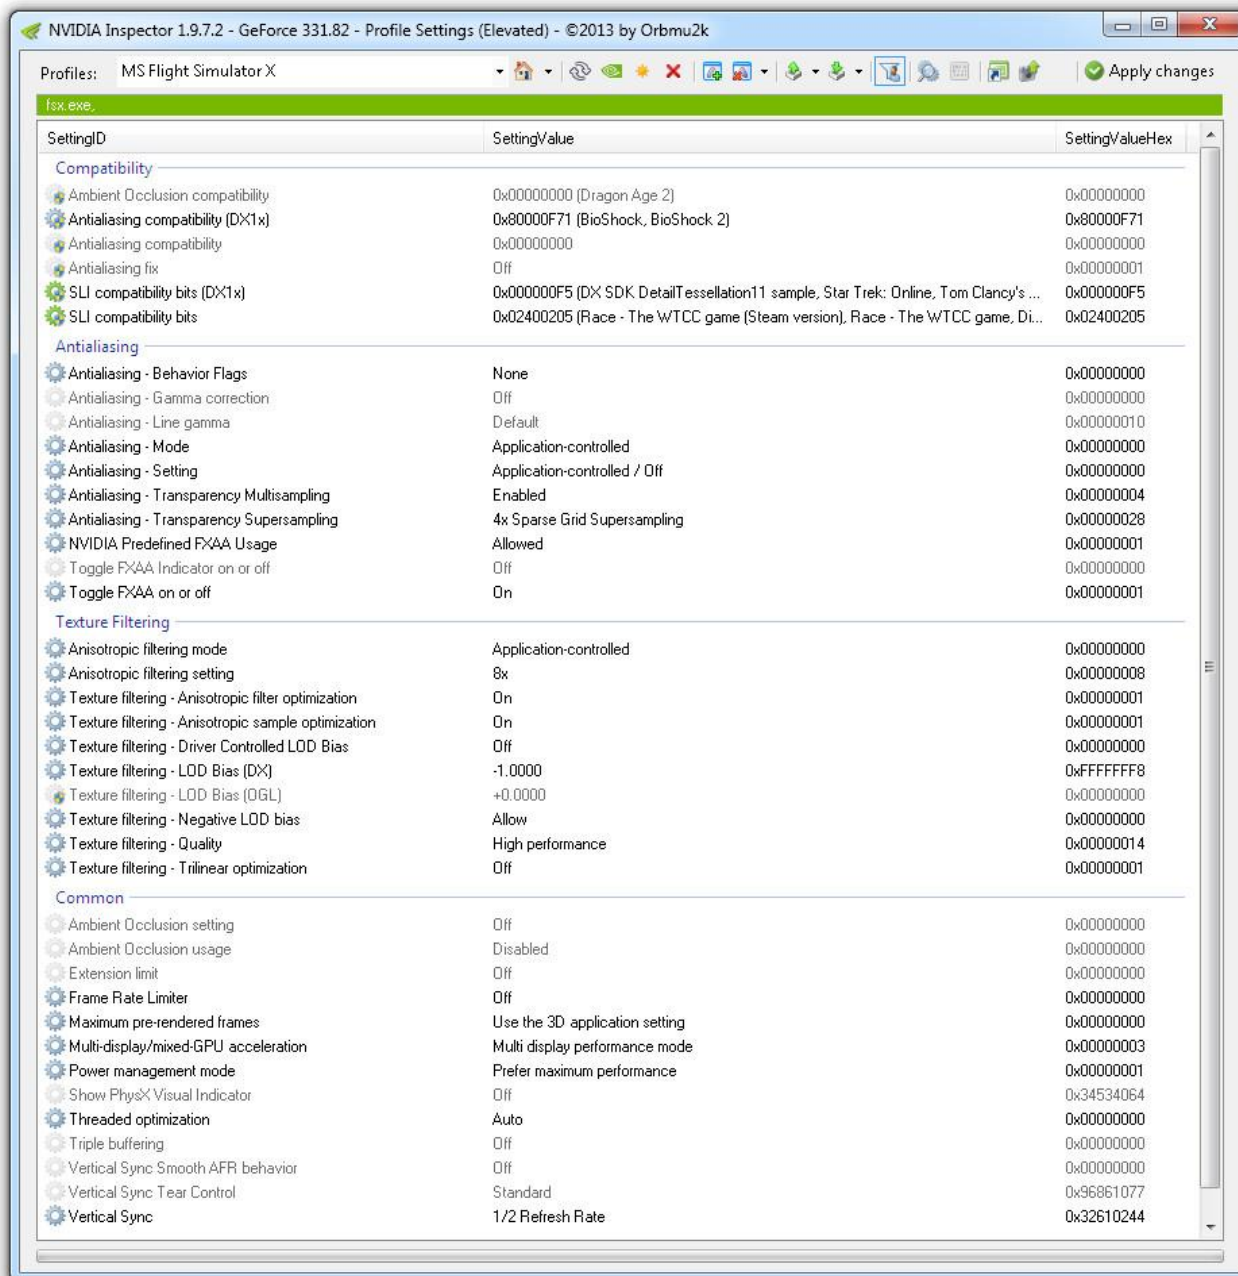 NVIDIA Inspector 1.9.7.2 - GeForce 331.82 - Profile Settings (Elevated) - ©2013 by Orbmu2k
Profiles: MS Flight Simulator X Apply changes
fsx.exe,
SettingID SettingValue SettingValueHex
Compatibility
Ambient Occlusion compatibility 0x00000000 (Dragon Age 2) 0x00000000
Antialiasing compatibility (DX1x) 0x80000F71 (BioShock, BioShock 2) 0x80000F71
Antialiasing compatibility 0x00000000 0x00000000
Antialiasing fix Off 0x00000001
SLI compatibility bits (DX1x) 0x000000F5 (DX SDK DetailTessellation11 sample, Star Trek: Online, Tom Clancy's ... 0x000000F5
SLI compatibility bits 0x02400205 (Race - The WTCC game (Steam version), Race - The WTCC game, Di... 0x02400205
Antialiasing
Antialiasing - Behavior Flags None 0x00000000
Antialiasing - Gamma correction Off 0x00000000
Antialiasing - Line gamma Default 0x00000010
Antialiasing - Mode Application-controlled 0x00000000
Antialiasing - Setting Application-controlled / Off 0x00000000
Antialiasing - Transparency Multisampling Enabled 0x00000004
Antialiasing - Transparency Supersampling 4x Sparse Grid Supersampling 0x00000028
NVIDIA Predefined FXAA Usage Allowed 0x00000001
Toggle FXAA Indicator on or off Off 0x00000000
Toggle FXAA on or off On 0x00000001
Texture Filtering
Anisotropic filtering mode Application-controlled 0x00000000
Anisotropic filtering setting 8x 0x00000008
Texture filtering - Anisotropic filter optimization On 0x00000001
Texture filtering - Anisotropic sample optimization On 0x00000001
Texture filtering - Driver Controlled LOD Bias Off 0x00000000
Texture filtering - LOD Bias (DX) -1.0000 0xFFFFFFF8
Texture filtering - LOD Bias (OGL) +0.0000 0x00000000
Texture filtering - Negative LOD bias Allow 0x00000000
Texture filtering - Quality High performance 0x00000014
Texture filtering - Trilinear optimization Off 0x00000001
Common
Ambient Occlusion setting Off 0x00000000
Ambient Occlusion usage Disabled 0x00000000
Extension limit Off 0x00000000
Frame Rate Limiter Off 0x00000000
Maximum pre-rendered frames Use the 3D application setting 0x00000000
Multi-display/mixed-GPU acceleration Multi display performance mode 0x00000003
Power management mode Prefer maximum performance 0x00000001
Show PhysX Visual Indicator Off 0x34534064
Threaded optimization Auto 0x00000000
Triple buffering Off 0x00000000
Vertical Sync Smooth AFR behavior Off 0x00000000
Vertical Sync Tear Control Standard 0x96861077
Vertical Sync 1/2 Refresh Rate 0x32610244